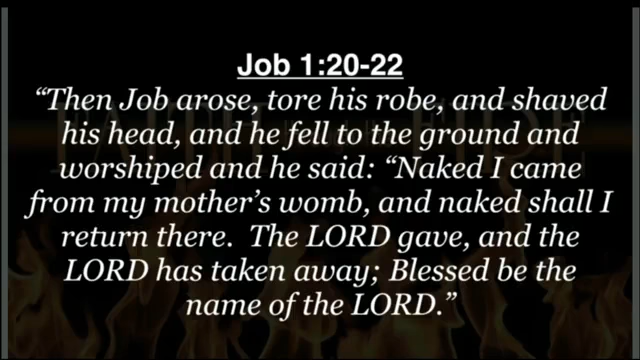 Job 1:20-22
“Then Job arose, tore his robe, and shaved
his head, and he fell to the ground and
worshiped and he said: “Naked I came
from my mother’s womb, and naked shall I
return there.  The LORD gave, and the
LORD has taken away; Blessed be the
name of the LORD.”